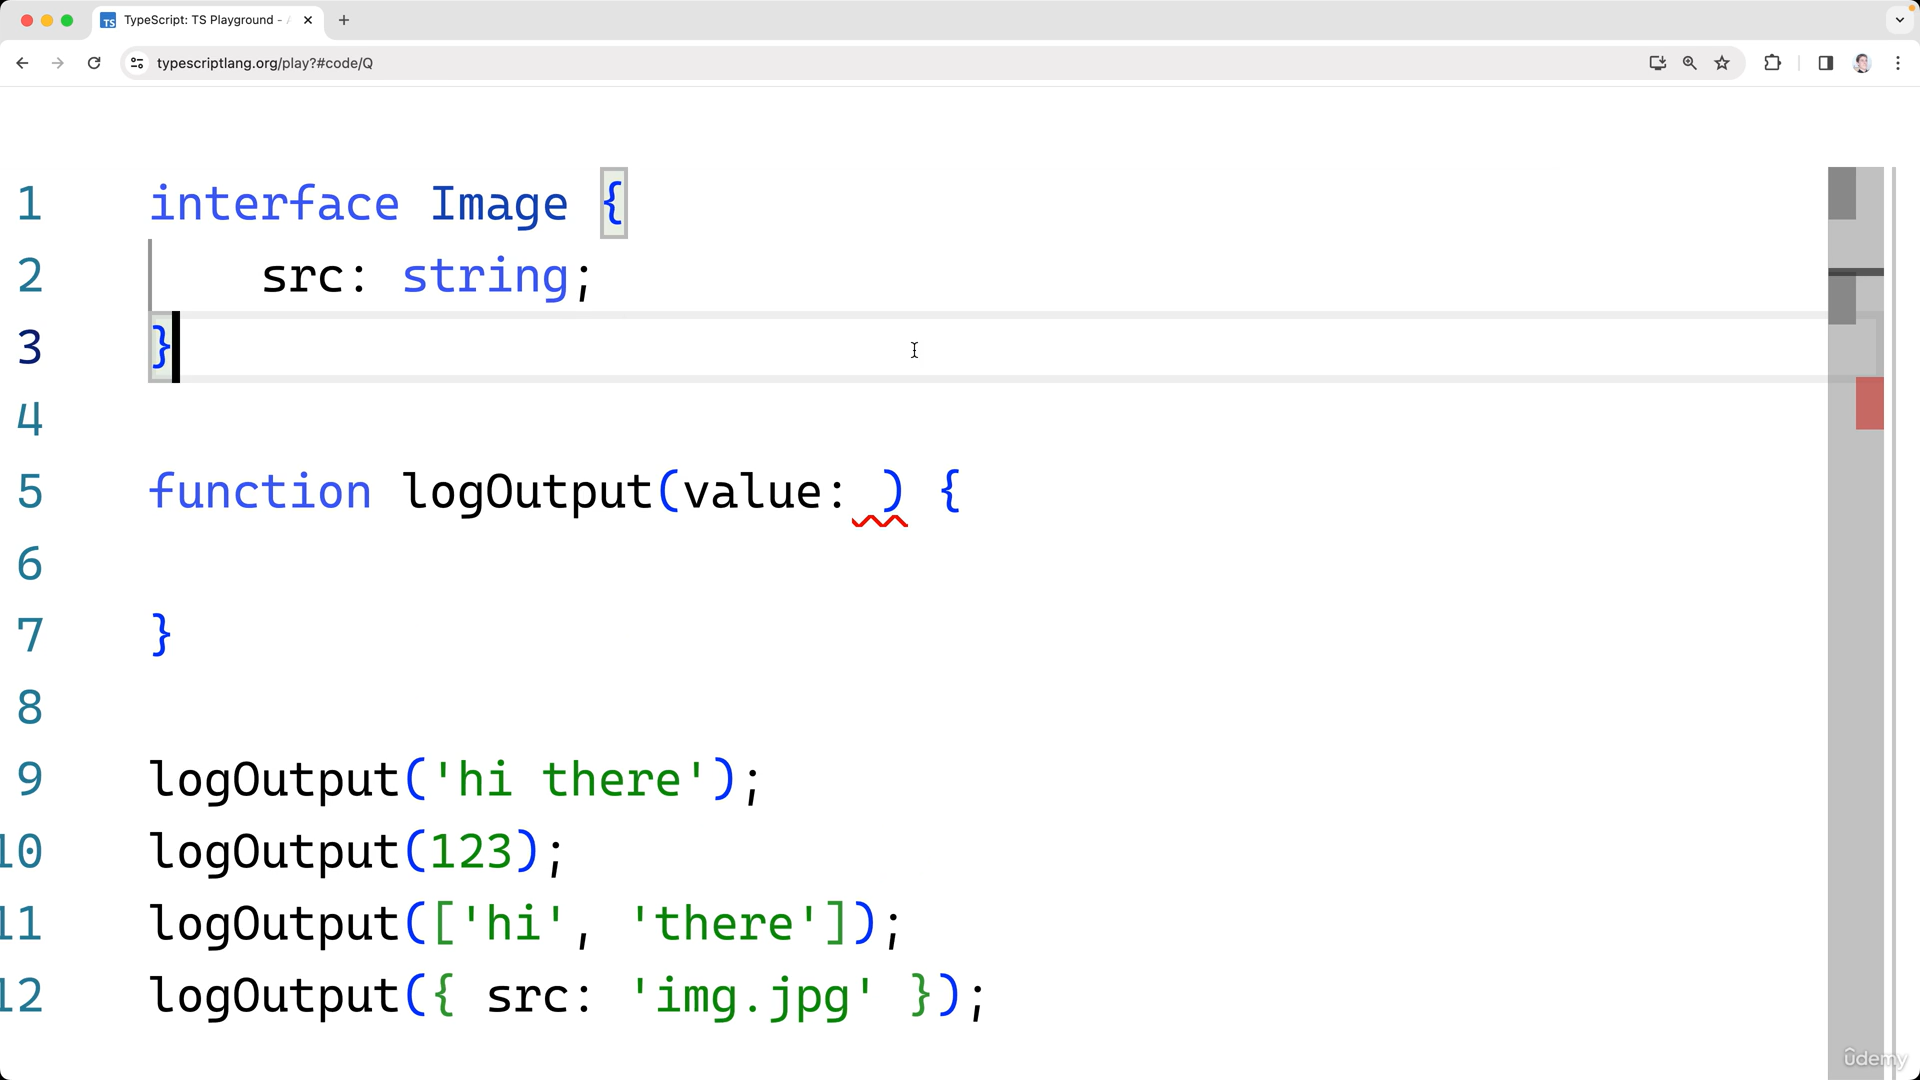 TypeScript: TS Playground -
typescriptlang.org/play?#code/Q
1 interface Image {
2 src: string;
3 }
4
5 function logOutput(value: ) {
6
7 }
8
9 logOutput('hi there');
10 logOutput(123);
11 logOutput(['hi', 'there']);
12 logOutput({ src: 'img.jpg' });
TS
udemy